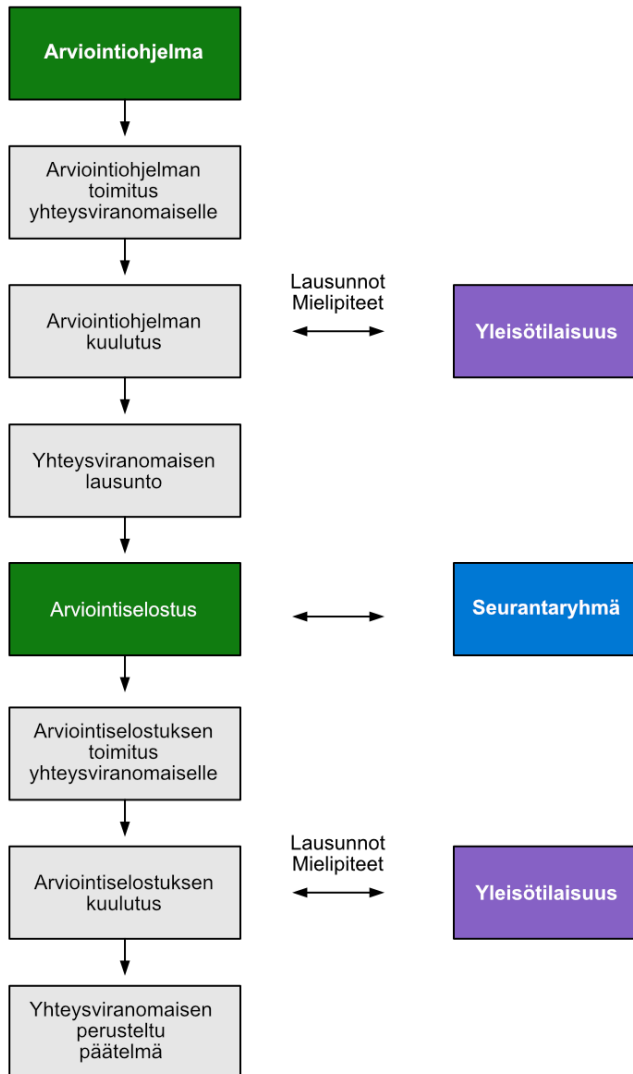 Arviointiohjelma
Arviointiohjelman
toimitus
yhteysviranomaiselle
Arviointiohjelman
kuulutus
Lausunnot
Mielipiteet
Yleisötilaisuus
Yhteysviranomaisen
lausunto
Arviointiselostus
Seurantaryhmä
Arviointiselostuksen
toimitus
yhteysviranomaiselle
Arviointiselostuksen
kuulutus
Lausunnot
Mielipiteet
Yleisötilaisuus
Yhteysviranomaisen
perusteltu
päätelmä